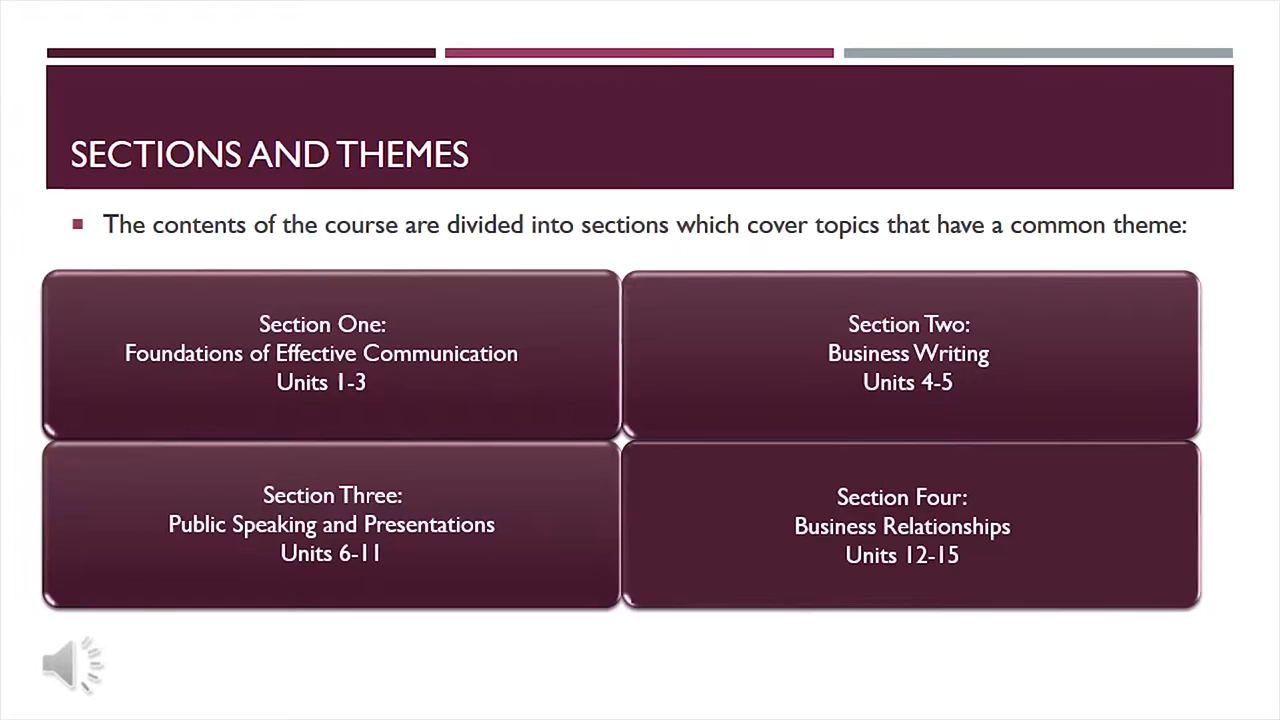 SECTIONS AND THEMES
The contents of the course are divided into sections which cover topics that have a common theme:
Section One:
Foundations of Effective Communication
Units 1-3
Section Two:
Business Writing
Units 4-5
Section Three:
Public Speaking and Presentations
Units 6-11
Section Four:
Business Relationships
Units 12-15